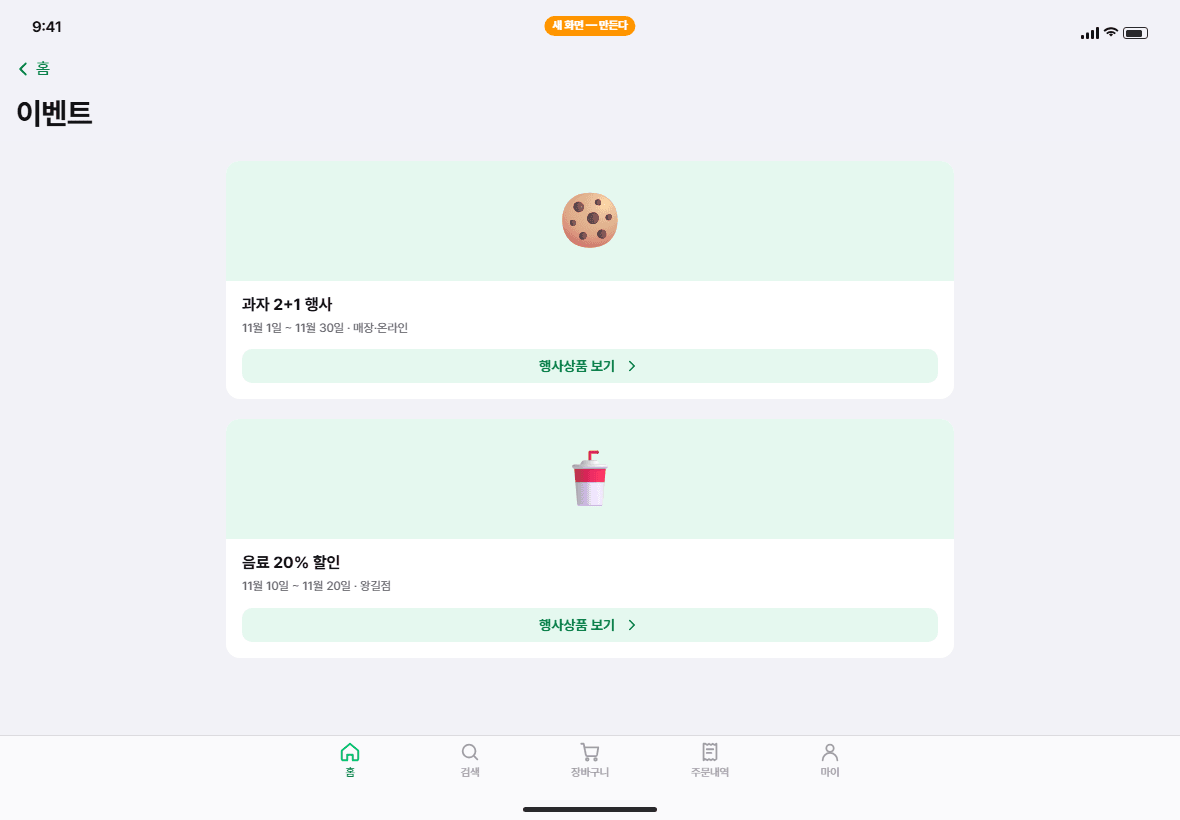 9:41
새 화면 — 만든다
홈
이벤트
과자 2+1 행사
11월 1일 ~ 11월 30일 · 매장·온라인
행사상품 보기
음료 20% 할인
11월 10일 ~ 11월 20일 · 왕길점
행사상품 보기
홈
검색
장바구니
주문내역
마이